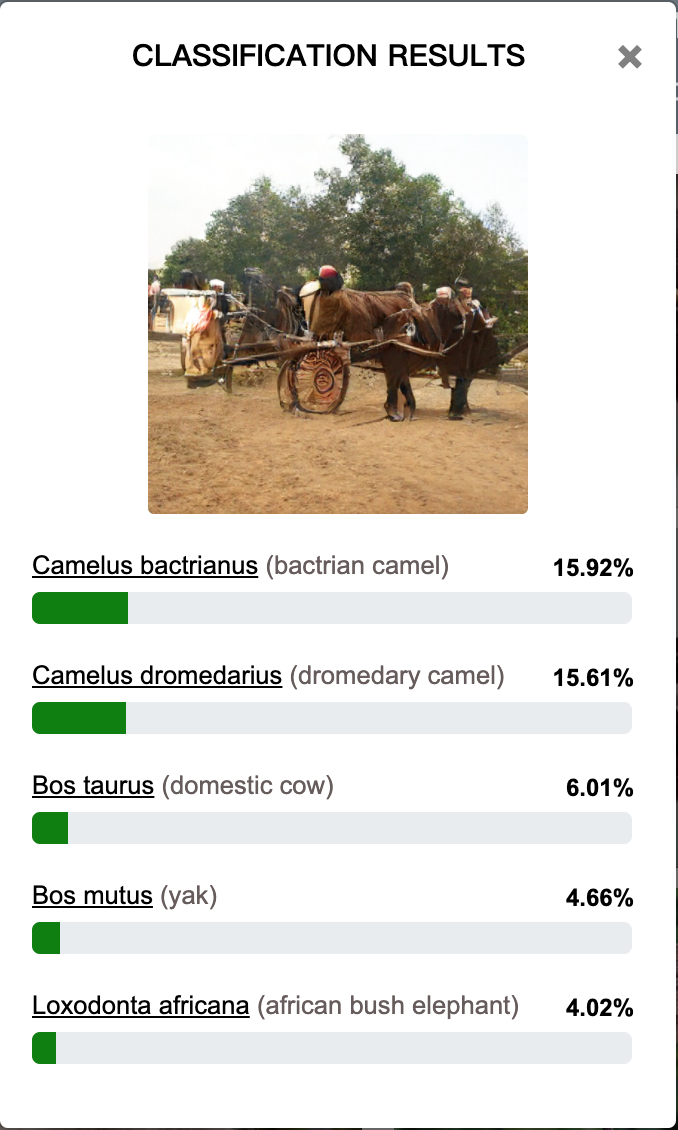 CLASSIFICATION RESULTS
Camelus bactrianus (bactrian camel) 15.92%
Camelus dromedarius (dromedary camel) 15.61%
Bos taurus (domestic cow) 6.01%
Bos mutus (yak) 4.66%
Loxodonta africana (african bush elephant) 4.02%